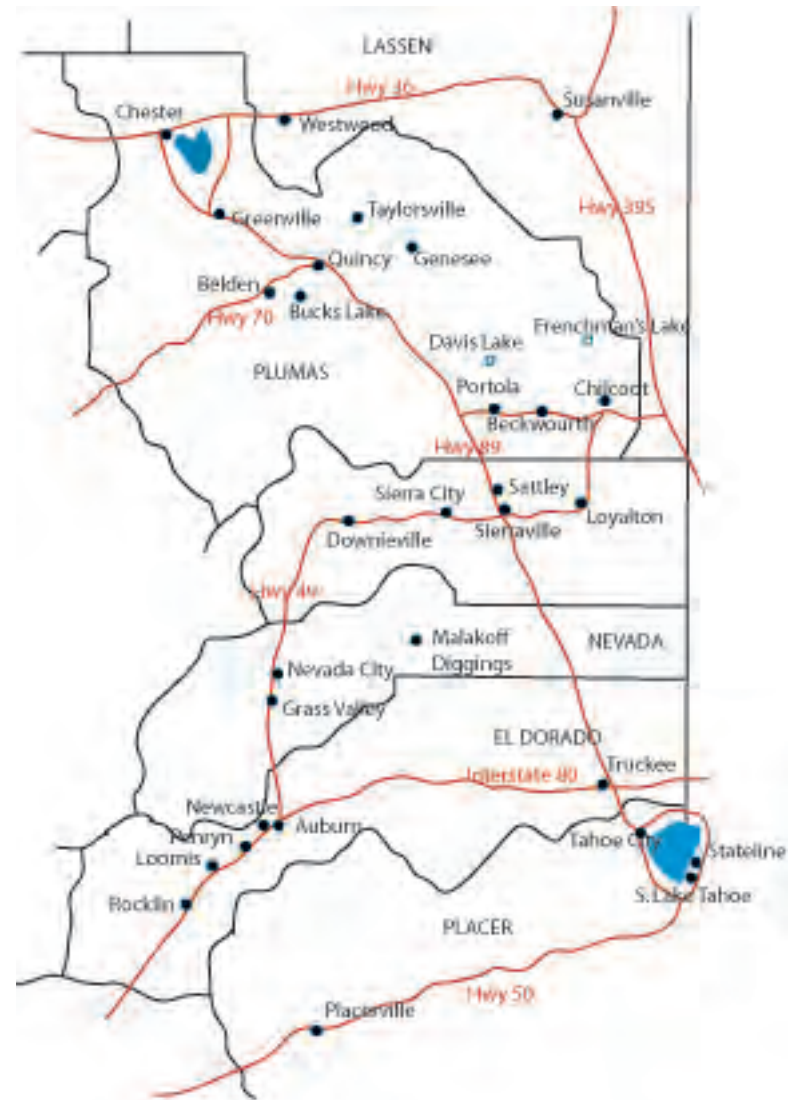 LASSEN
Hwy 36
Chester
Susanville
Westwood
Hwy 395
Greenville
Taylorsville
Quincy
Genesee
Belden
Bucks Lake
Hwy 70
Frenchman's Lake
Davis Lake
PLUMAS
Portola
Chilcoot
Beckwourth
Hwy 89
Sierra City
Sattley
Loyalton
Downieville
Sierraville
Hwy 49
Malakoff
Diggings
NEVADA
Nevada City
Grass Valley
EL DORADO
Truckee
Interstate 80
Newcastle
Auburn
Penryn
Tahoe City
Loomis
Stateline
S. Lake Tahoe
Rocklin
PLACER
Hwy 50
Placerville